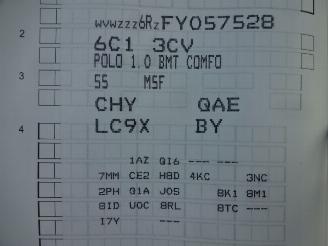 WVWZZZ6RZFY057528
2
6C1 3CV
POLO 1.0 BMT COMFO
3
55 MSF
CHY QAE
4
LC9X BY
1AZ QI6 --- ---
7MM CE2 H8D 4KC 3NC
2PH Q1A J0S 8K1 8M1
8ID U0C 8RL 8TC ---
I7Y --- ---